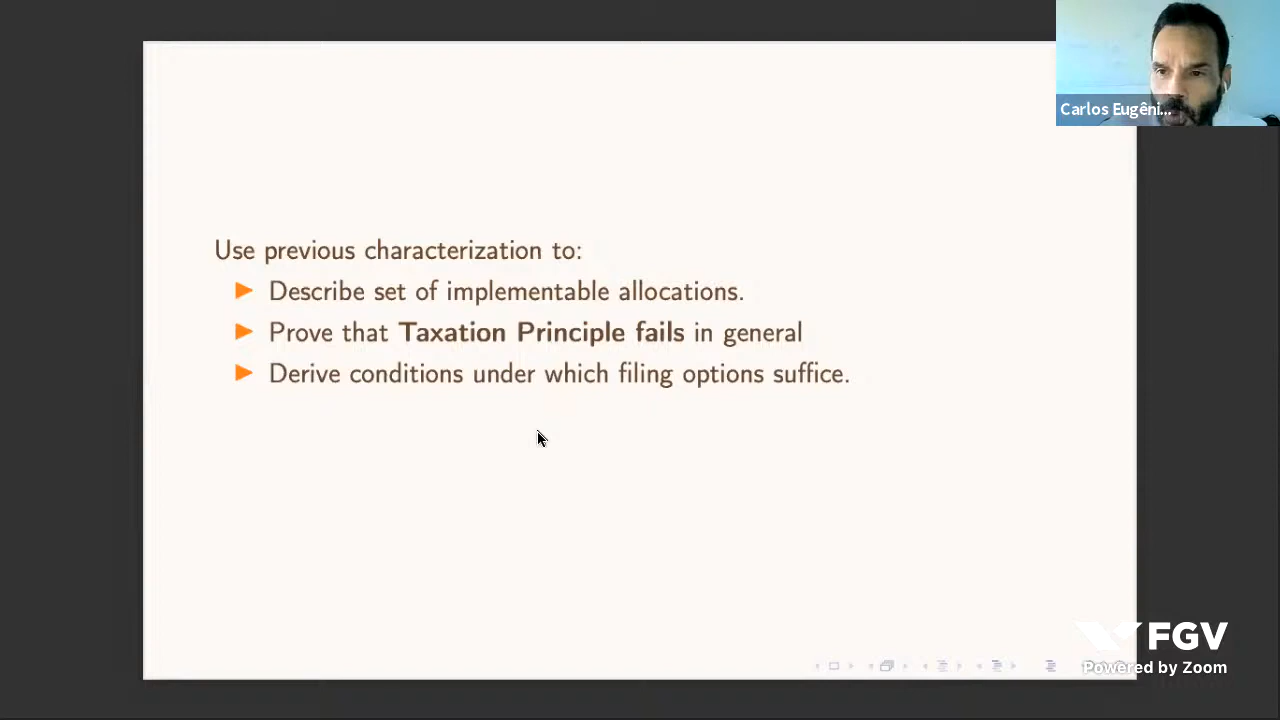 Carlos Eugêni...
Use previous characterization to:
Describe set of implementable allocations.
Prove that Taxation Principle fails in general
Derive conditions under which filing options suffice.
FGV
Powered by Zoom